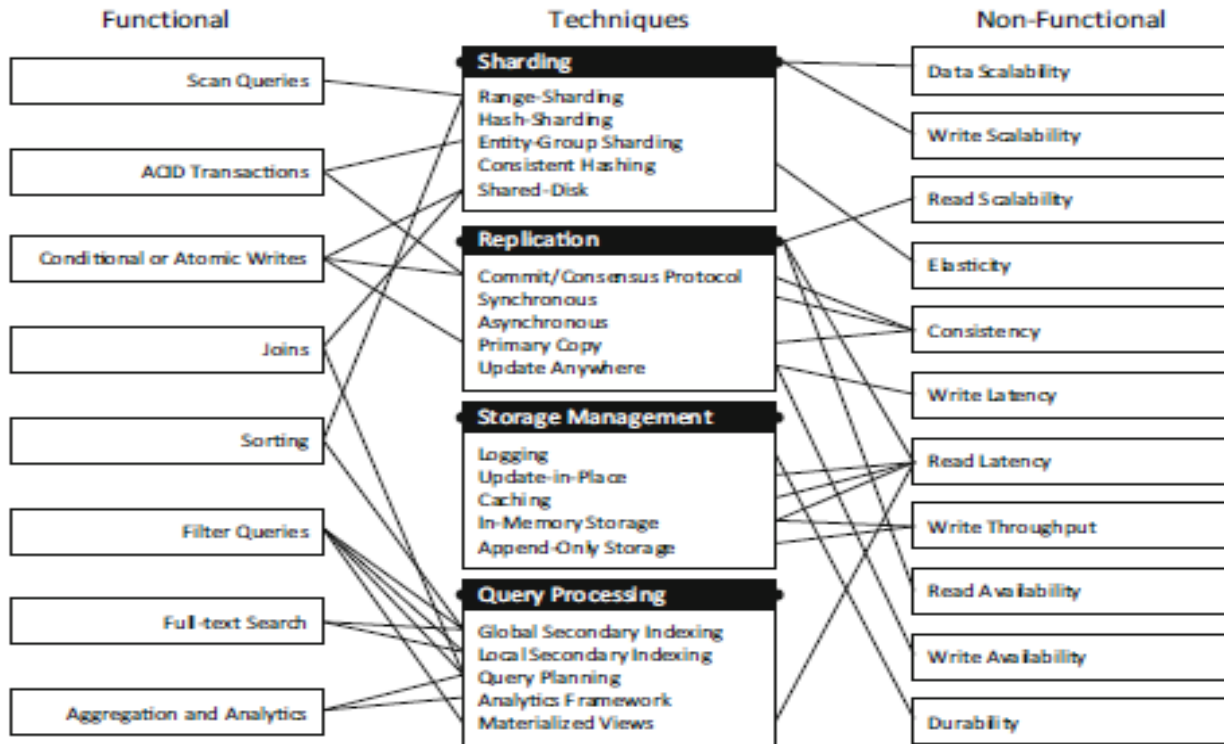 Functional
Techniques
Non-Functional
Scan Queries
ACID Transactions
Conditional or Atomic Writes
Joins
Sorting
Filter Queries
Full-text Search
Aggregation and Analytics
Sharding
Range-Sharding
Hash-Sharding
Entity-Group Sharding
Consistent Hashing
Shared-Disk
Replication
Commit/Consensus Protocol
Synchronous
Asynchronous
Primary Copy
Update Anywhere
Storage Management
Logging
Update-in-Place
Caching
In-Memory Storage
Append-Only Storage
Query Processing
Global Secondary Indexing
Local Secondary Indexing
Query Planning
Analytics Framework
Materialized Views
Data Scalability
Write Scalability
Read Scalability
Elasticity
Consistency
Write Latency
Read Latency
Write Throughput
Read Availability
Write Availability
Durability